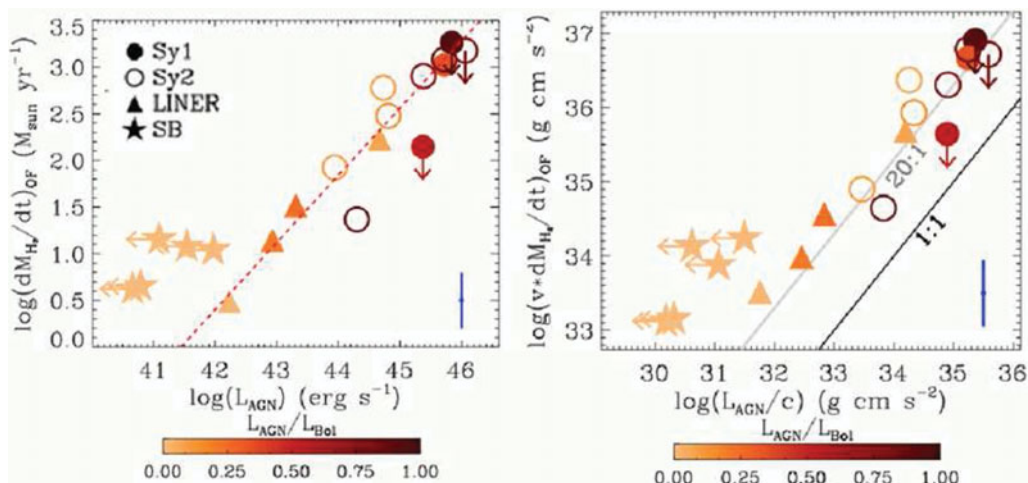 log(dM_H₂/dt)_OF (M_sun yr⁻¹)
3.5
3.0
2.5
2.0
1.5
1.0
0.5
0.0
Sy1
Sy2
LINER
SB
41 42 43 44 45 46
log(L_AGN) (erg s⁻¹)
L_AGN/L_Bol
0.00 0.25 0.50 0.75 1.00
log(v*dM_H₂/dt)_OF (g cm s⁻²)
37
36
35
34
33
20:1
1:1
30 31 32 33 34 35 36
log(L_AGN/c) (g cm s⁻²)
L_AGN/L_Bol
0.00 0.25 0.50 0.75 1.00